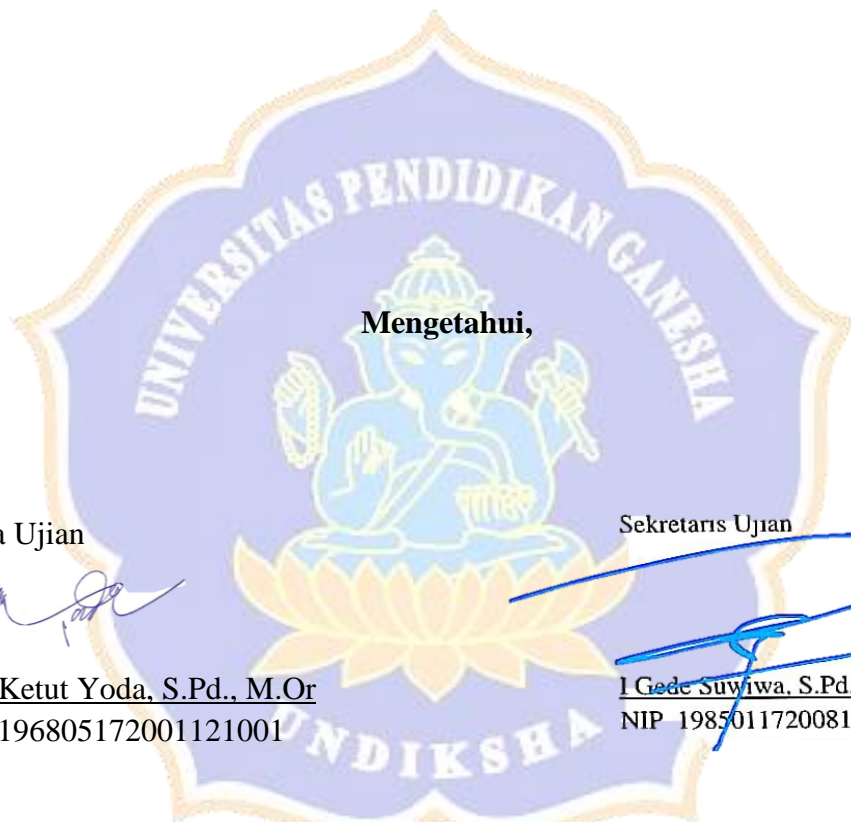 UNIVERSITAS PENDIDIKAN GANESHA
Mengetahui,
a Ujian
Sekretaris Ujian
Ketut Yoda, S.Pd., M.Or
196805172001121001
I Gede Suwiwa, S.Pd.
NIP 1985011720081
UNDIKSHA